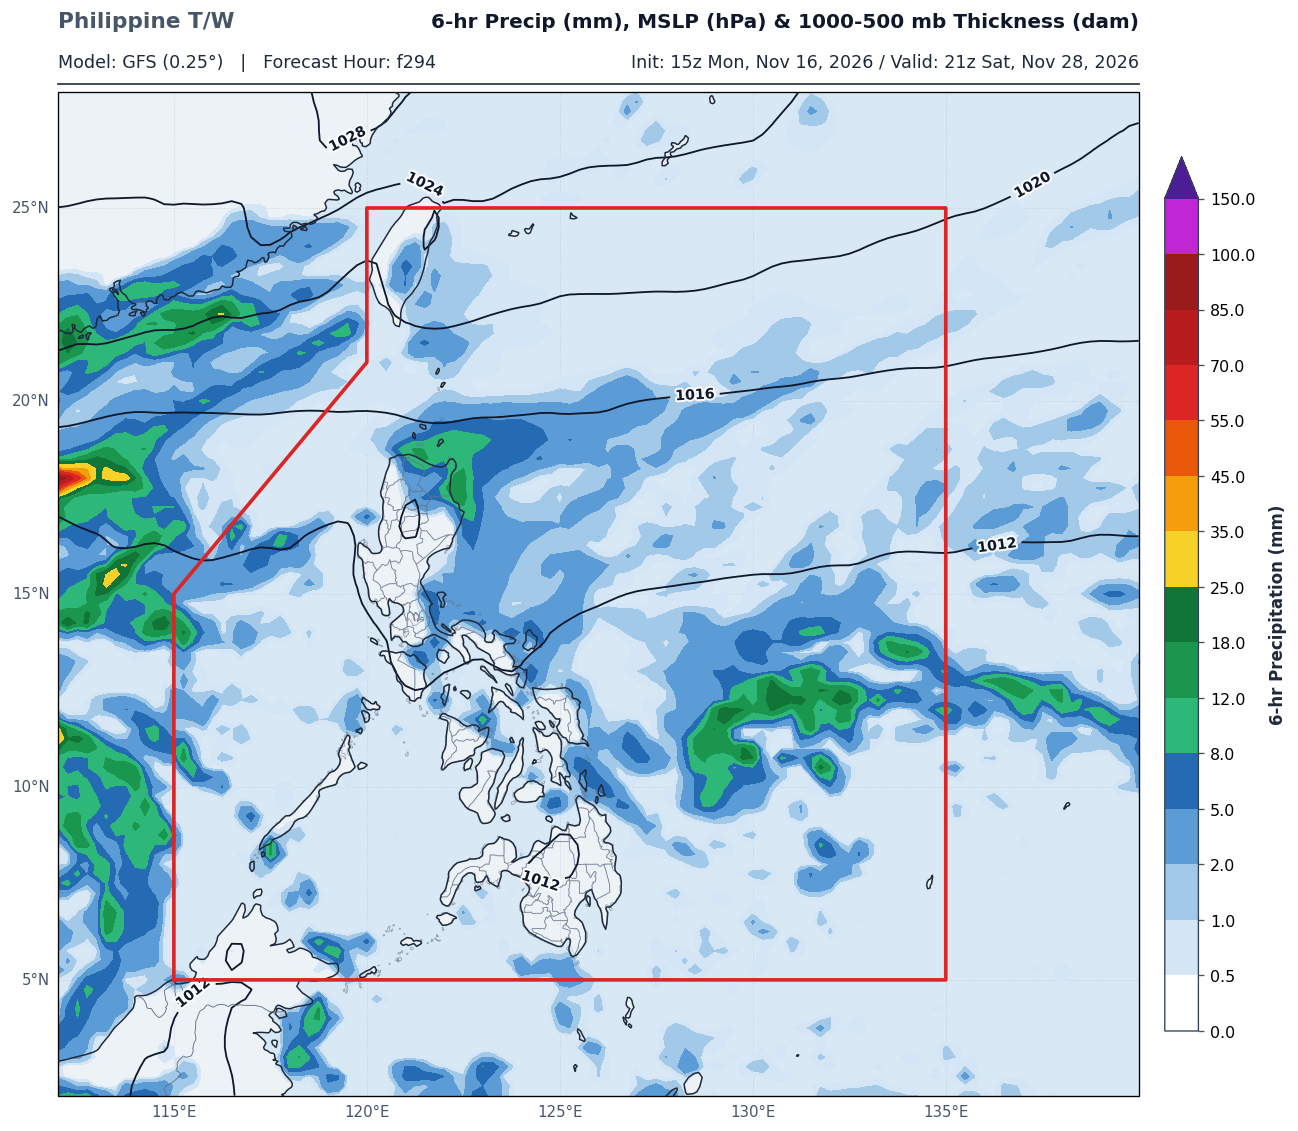 Philippine T/W
6-hr Precip (mm), MSLP (hPa) & 1000-500 mb Thickness (dam)
Model: GFS (0.25°) | Forecast Hour: f294
Init: 15z Mon, Nov 16, 2026 / Valid: 21z Sat, Nov 28, 2026
1028
1024
1020
1016
1012
1012
1012
25°N
20°N
15°N
10°N
5°N
115°E
120°E
125°E
130°E
135°E
150.0
100.0
85.0
70.0
55.0
45.0
35.0
25.0
18.0
12.0
8.0
5.0
2.0
1.0
0.5
0.0
6-hr Precipitation (mm)